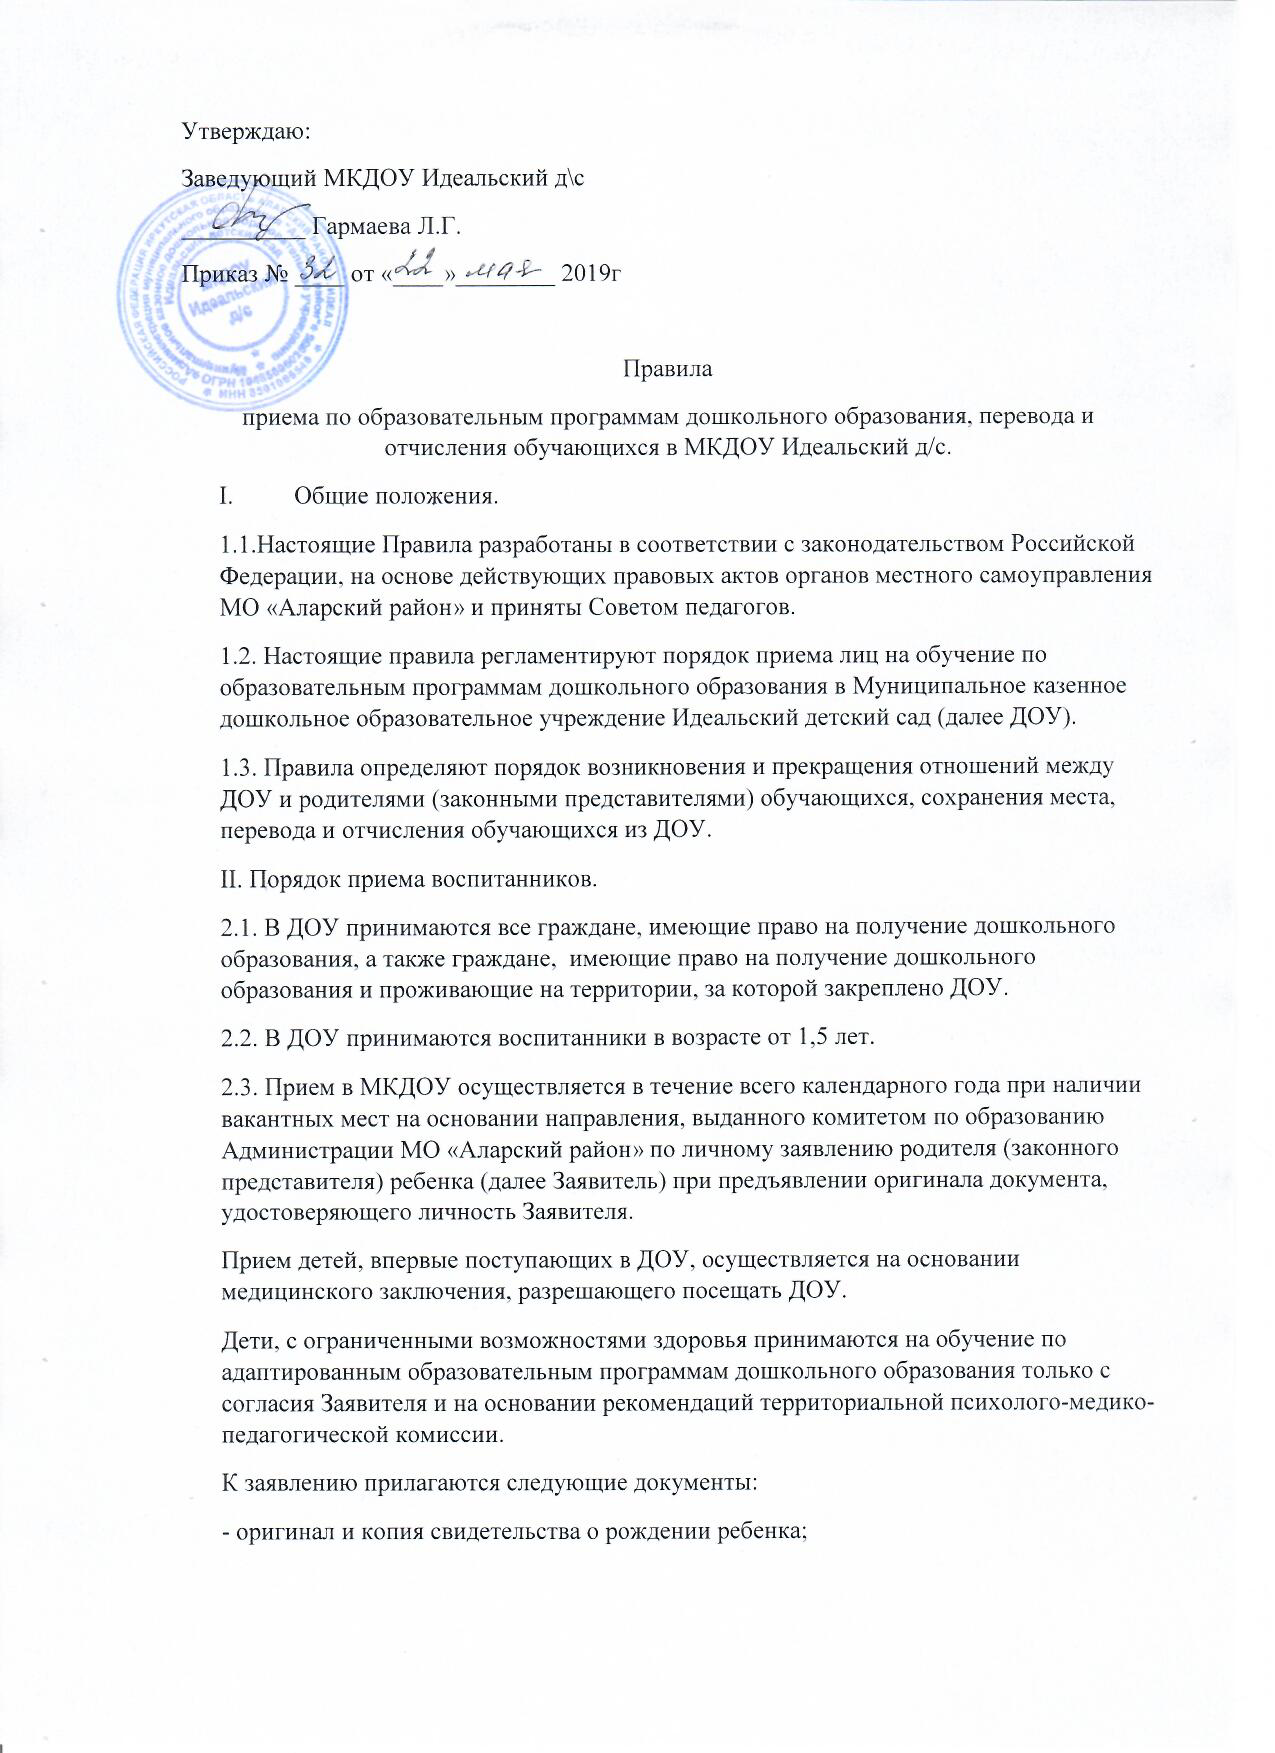 Утверждаю:
Заведующий МКДОУ Идеальский д\с
__________ Гармаева Л.Г.
Приказ № 32 от «22» мая 2019г
МКДОУ
Идеальский
д/с
Правила
приема по образовательным программам дошкольного образования, перевода и
отчисления обучающихся в МКДОУ Идеальский д/с.
I. Общие положения.
1.1.Настоящие Правила разработаны в соответствии с законодательством Российской
Федерации, на основе действующих правовых актов органов местного самоуправления
МО «Аларский район» и приняты Советом педагогов.
1.2. Настоящие правила регламентируют порядок приема лиц на обучение по
образовательным программам дошкольного образования в Муниципальное казенное
дошкольное образовательное учреждение Идеальский детский сад (далее ДОУ).
1.3. Правила определяют порядок возникновения и прекращения отношений между
ДОУ и родителями (законными представителями) обучающихся, сохранения места,
перевода и отчисления обучающихся из ДОУ.
II. Порядок приема воспитанников.
2.1. В ДОУ принимаются все граждане, имеющие право на получение дошкольного
образования, а также граждане,  имеющие право на получение дошкольного
образования и проживающие на территории, за которой закреплено ДОУ.
2.2. В ДОУ принимаются воспитанники в возрасте от 1,5 лет.
2.3. Прием в МКДОУ осуществляется в течение всего календарного года при наличии
вакантных мест на основании направления, выданного комитетом по образованию
Администрации МО «Аларский район» по личному заявлению родителя (законного
представителя) ребенка (далее Заявитель) при предъявлении оригинала документа,
удостоверяющего личность Заявителя.
Прием детей, впервые поступающих в ДОУ, осуществляется на основании
медицинского заключения, разрешающего посещать ДОУ.
Дети, с ограниченными возможностями здоровья принимаются на обучение по
адаптированным образовательным программам дошкольного образования только с
согласия Заявителя и на основании рекомендаций территориальной психолого-медико-
педагогической комиссии.
К заявлению прилагаются следующие документы:
- оригинал и копия свидетельства о рождении ребенка;